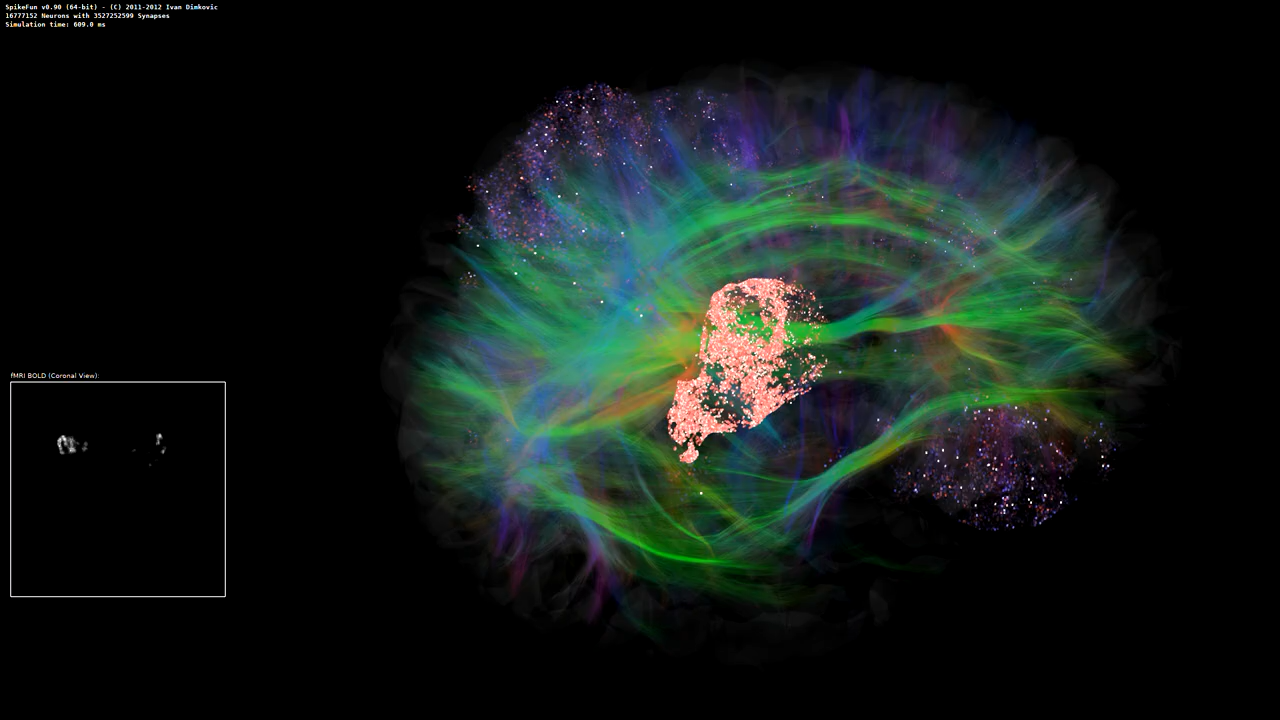 SpikeFun v0.90 (64-bit) - (C) 2011-2012 Ivan Dimkovic
16777152 Neurons with 3527252599 Synapses
Simulation time: 609.0 ms
fMRI BOLD (Coronal View):